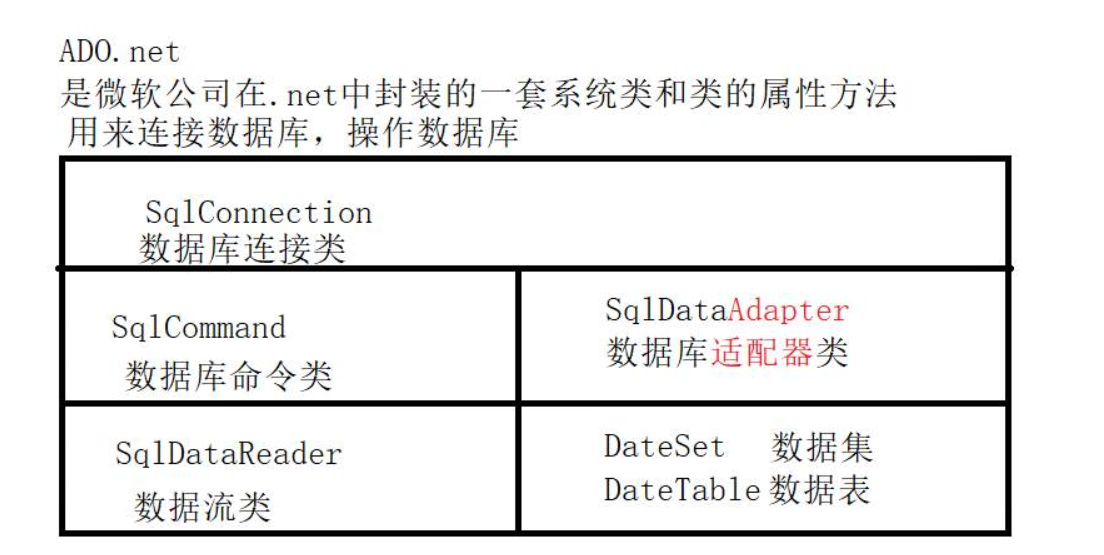 ADO.net
是微软公司在.net中封装的一套系统类和类的属性方法
用来连接数据库，操作数据库
SqlConnection
数据库连接类
SqlCommand
数据库命令类
SqlDataAdapter
数据库适配器类
SqlDataReader
数据流类
DateSet 数据集
DateTable 数据表